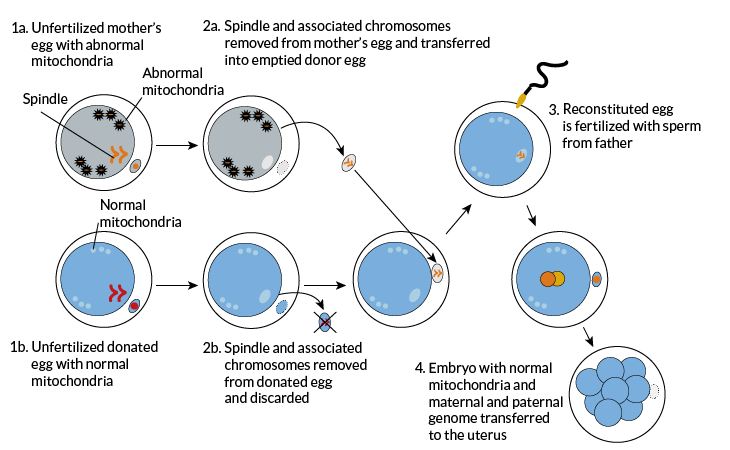 1a. Unfertilized mother's
egg with abnormal
mitochondria
2a. Spindle and associated chromosomes
removed from mother's egg and transferred
into emptied donor egg
Abnormal
mitochondria
Spindle
3. Reconstituted egg
is fertilized with sperm
from father
Normal
mitochondria
1b. Unfertilized donated
egg with normal
mitochondria
2b. Spindle and associated
chromosomes removed
from donated egg
and discarded
4. Embryo with normal
mitochondria and
maternal and paternal
genome transferred
to the uterus